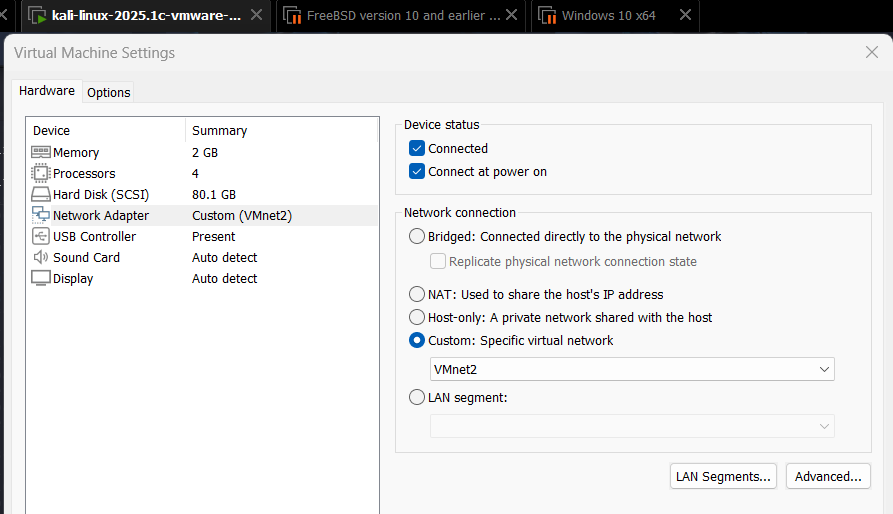 kali-linux-2025.1c-vmware-... FreeBSD version 10 and earlier ... Windows 10 x64
Virtual Machine Settings
Hardware Options
Device Summary
Memory 2 GB
Processors 4
Hard Disk (SCSI) 80.1 GB
Network Adapter Custom (VMnet2)
USB Controller Present
Sound Card Auto detect
Display Auto detect
Device status
Connected
Connect at power on
Network connection
Bridged: Connected directly to the physical network
Replicate physical network connection state
NAT: Used to share the host's IP address
Host-only: A private network shared with the host
Custom: Specific virtual network
VMnet2
LAN segment:
LAN Segments... Advanced...